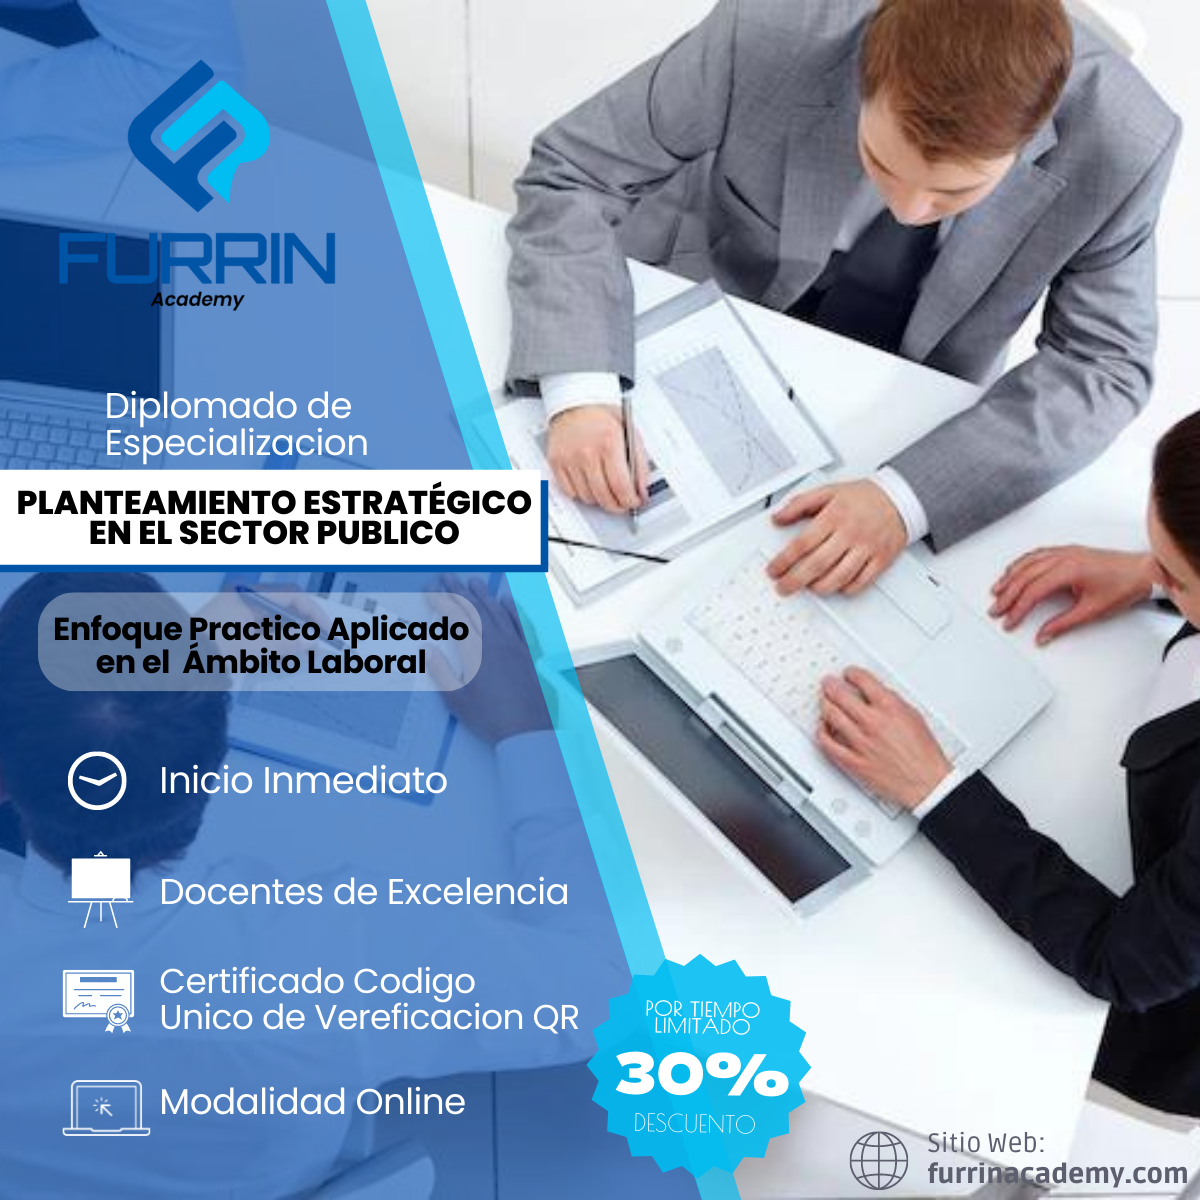 FURRIN
Academy
Diplomado de
Especializacion
PLANTEAMIENTO ESTRATÉGICO
EN EL SECTOR PUBLICO
Enfoque Practico Aplicado
en el Ámbito Laboral
Inicio Inmediato
Docentes de Excelencia
Certificado Codigo
Unico de Vereficacion QR
Modalidad Online
POR TIEMPO
LIMITADO
30%
DESCUENTO
Sitio Web:
furrinacademy.com